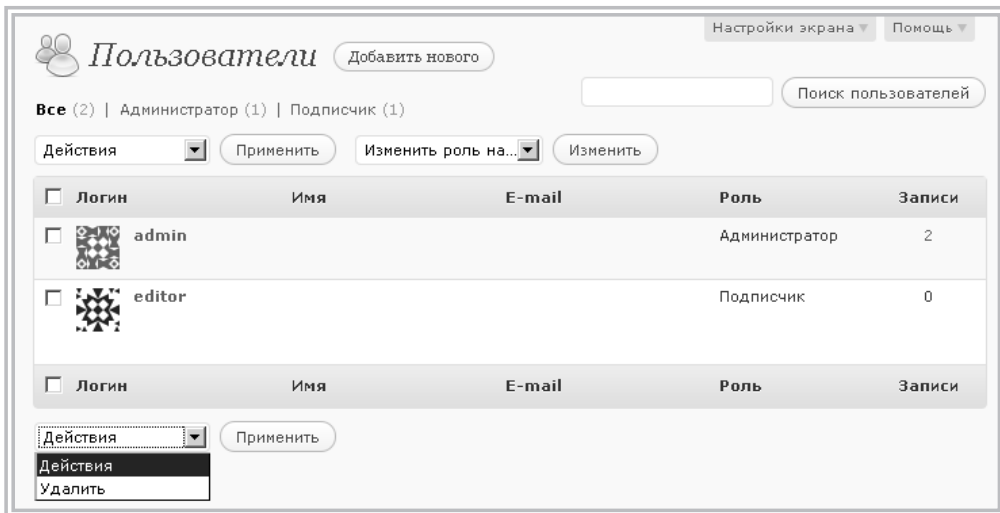 Настройки экрана Помощь
Пользователи Добавить нового
Поиск пользователей
Все (2) | Администратор (1) | Подписчик (1)
Действия Применить Изменить роль на... Изменить
Логин Имя E-mail Роль Записи
admin Администратор 2
editor Подписчик 0
Логин Имя E-mail Роль Записи
Действия Применить
Действия
Удалить